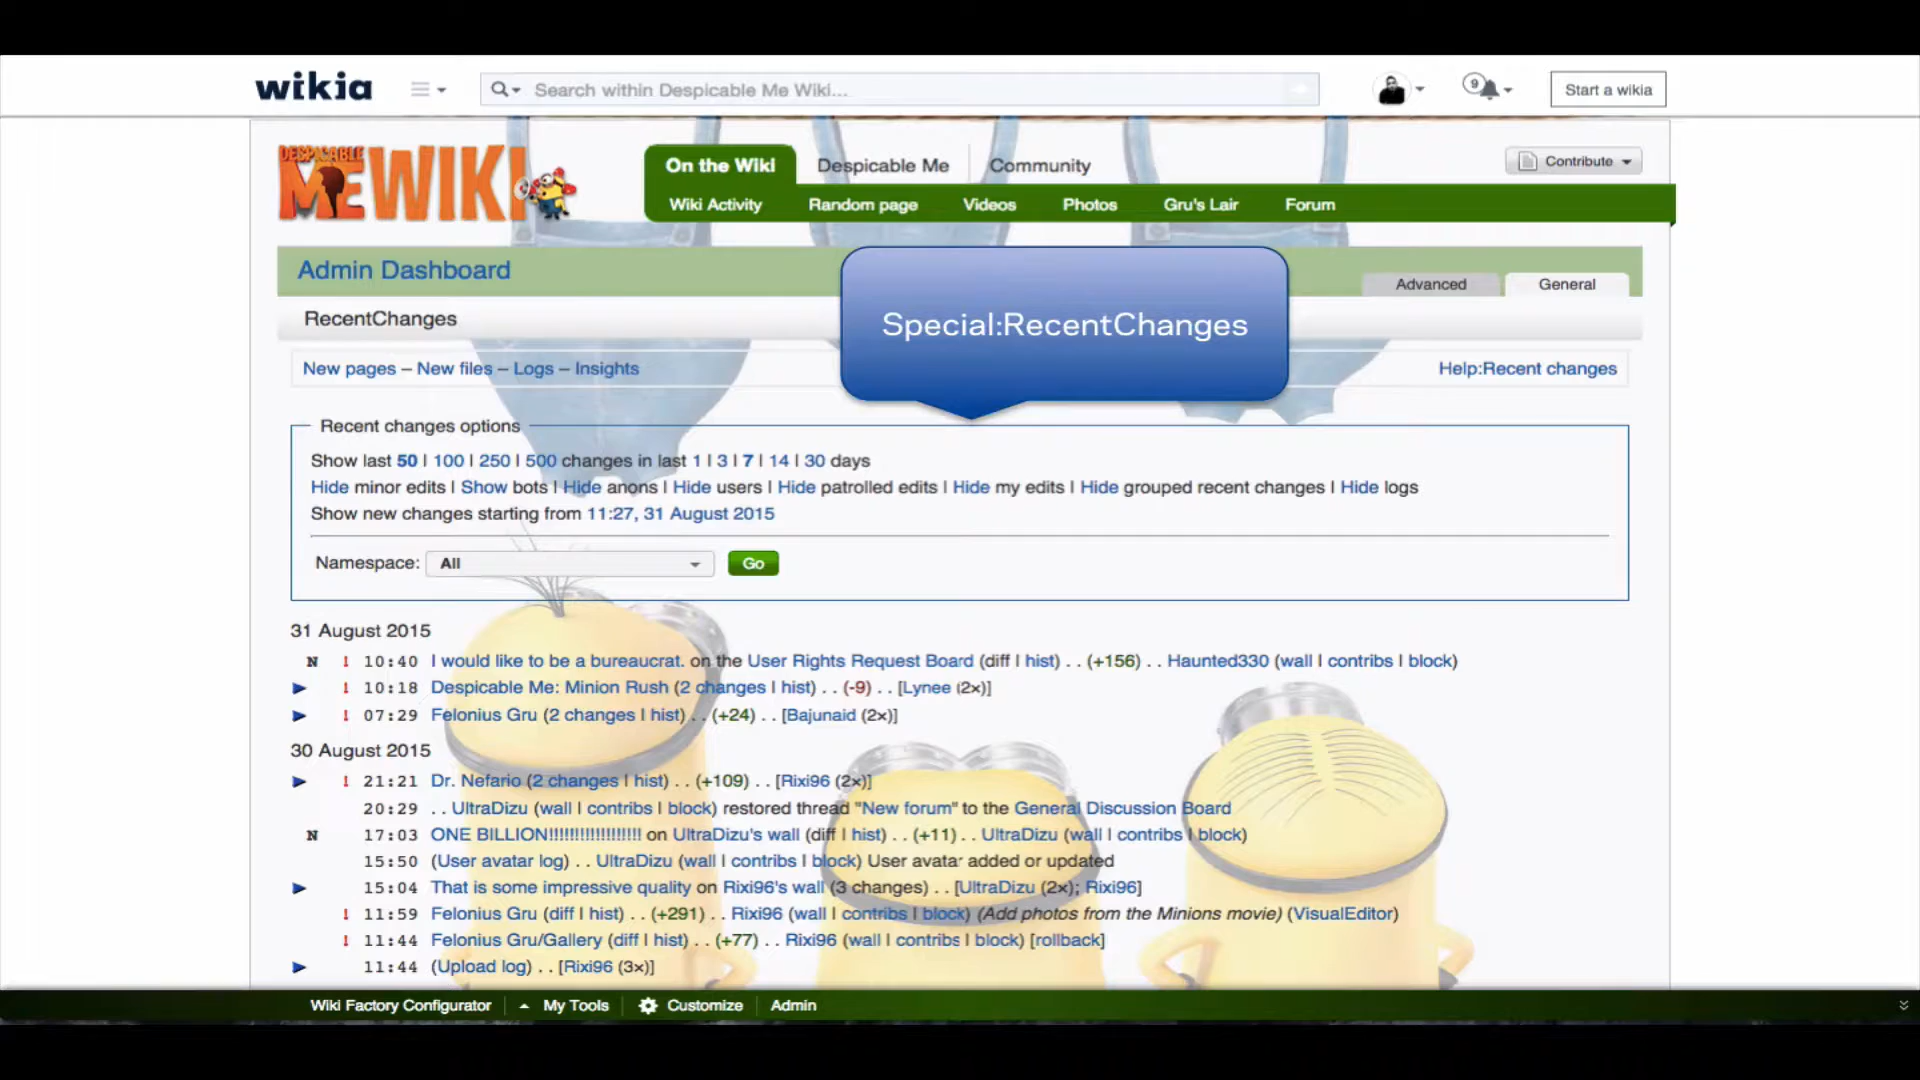 wikia
Search within Despicable Me Wiki...
9
Start a wikia
DESPICABLE
ME WIKI
On the Wiki
Despicable Me
Community
Contribute
Wiki Activity
Random page
Videos
Photos
Gru's Lair
Forum
Admin Dashboard
Advanced
General
RecentChanges
Special:RecentChanges
New pages – New files – Logs – Insights
Help:Recent changes
Recent changes options
Show last 50 | 100 | 250 | 500 changes in last 1 | 3 | 7 | 14 | 30 days
Hide minor edits | Show bots | Hide anons | Hide users | Hide patrolled edits | Hide my edits | Hide grouped recent changes | Hide logs
Show new changes starting from 11:27, 31 August 2015
Namespace: All Go
31 August 2015
N ! 10:40 I would like to be a bureaucrat. on the User Rights Request Board (diff | hist) . . (+156) . . Haunted330 (wall | contribs | block)
! 10:18 Despicable Me: Minion Rush (2 changes | hist) . . (-9) . . [Lynee (2×)]
! 07:29 Felonius Gru (2 changes | hist) . . (+24) . . [Bajunaid (2×)]
30 August 2015
! 21:21 Dr. Nefario (2 changes | hist) . . (+109) . . [Rixi96 (2×)]
20:29 . . UltraDizu (wall | contribs | block) restored thread "New forum" to the General Discussion Board
N 17:03 ONE BILLION!!!!!!!!!!!!!!!!!! on UltraDizu's wall (diff | hist) . . (+11) . . UltraDizu (wall | contribs | block)
15:50 (User avatar log) . . UltraDizu (wall | contribs | block) User avatar added or updated
15:04 That is some impressive quality on Rixi96's wall (3 changes) . . [UltraDizu (2×); Rixi96]
! 11:59 Felonius Gru (diff | hist) . . (+291) . . Rixi96 (wall | contribs | block) (Add photos from the Minions movie) (VisualEditor)
! 11:44 Felonius Gru/Gallery (diff | hist) . . (+77) . . Rixi96 (wall | contribs | block) [rollback]
11:44 (Upload log) . . [Rixi96 (3×)]
Wiki Factory Configurator
My Tools
Customize
Admin